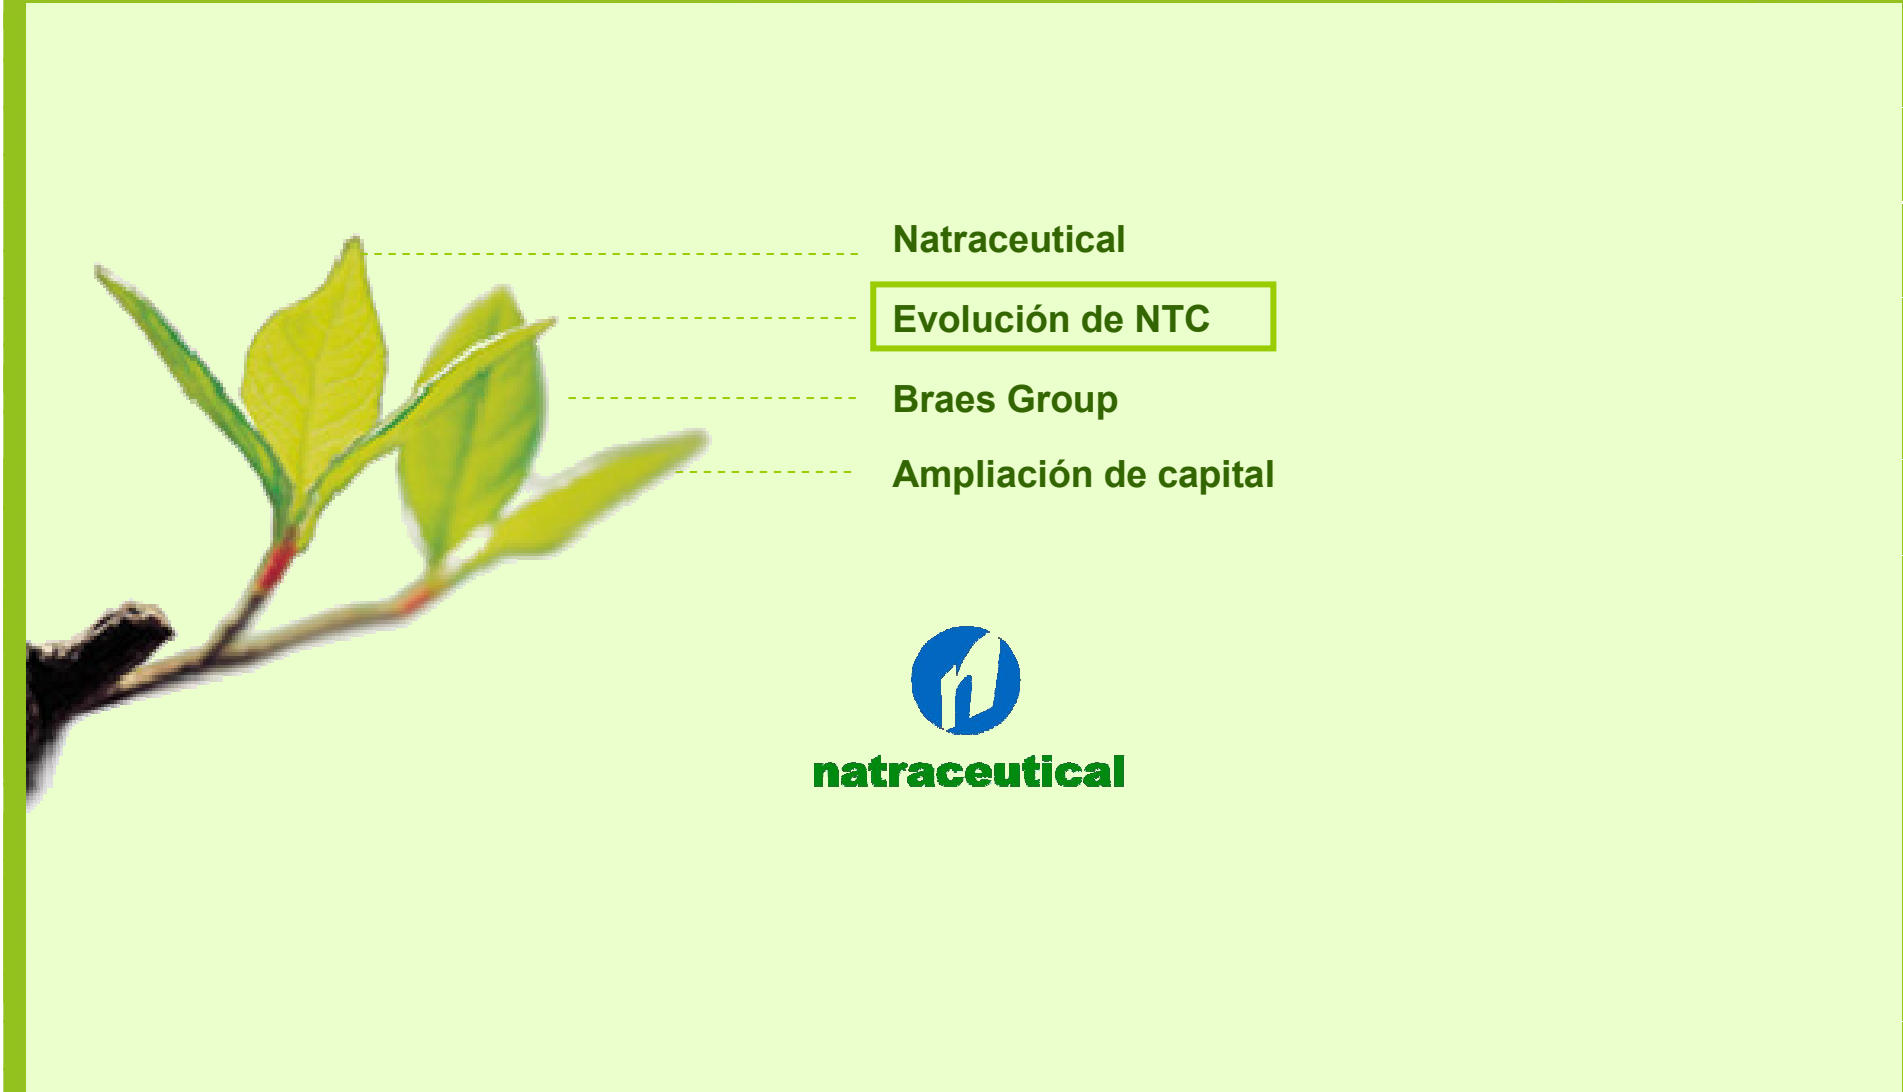 Natraceutical
Evolución de NTC
Braes Group
Ampliación de capital
natraceutical